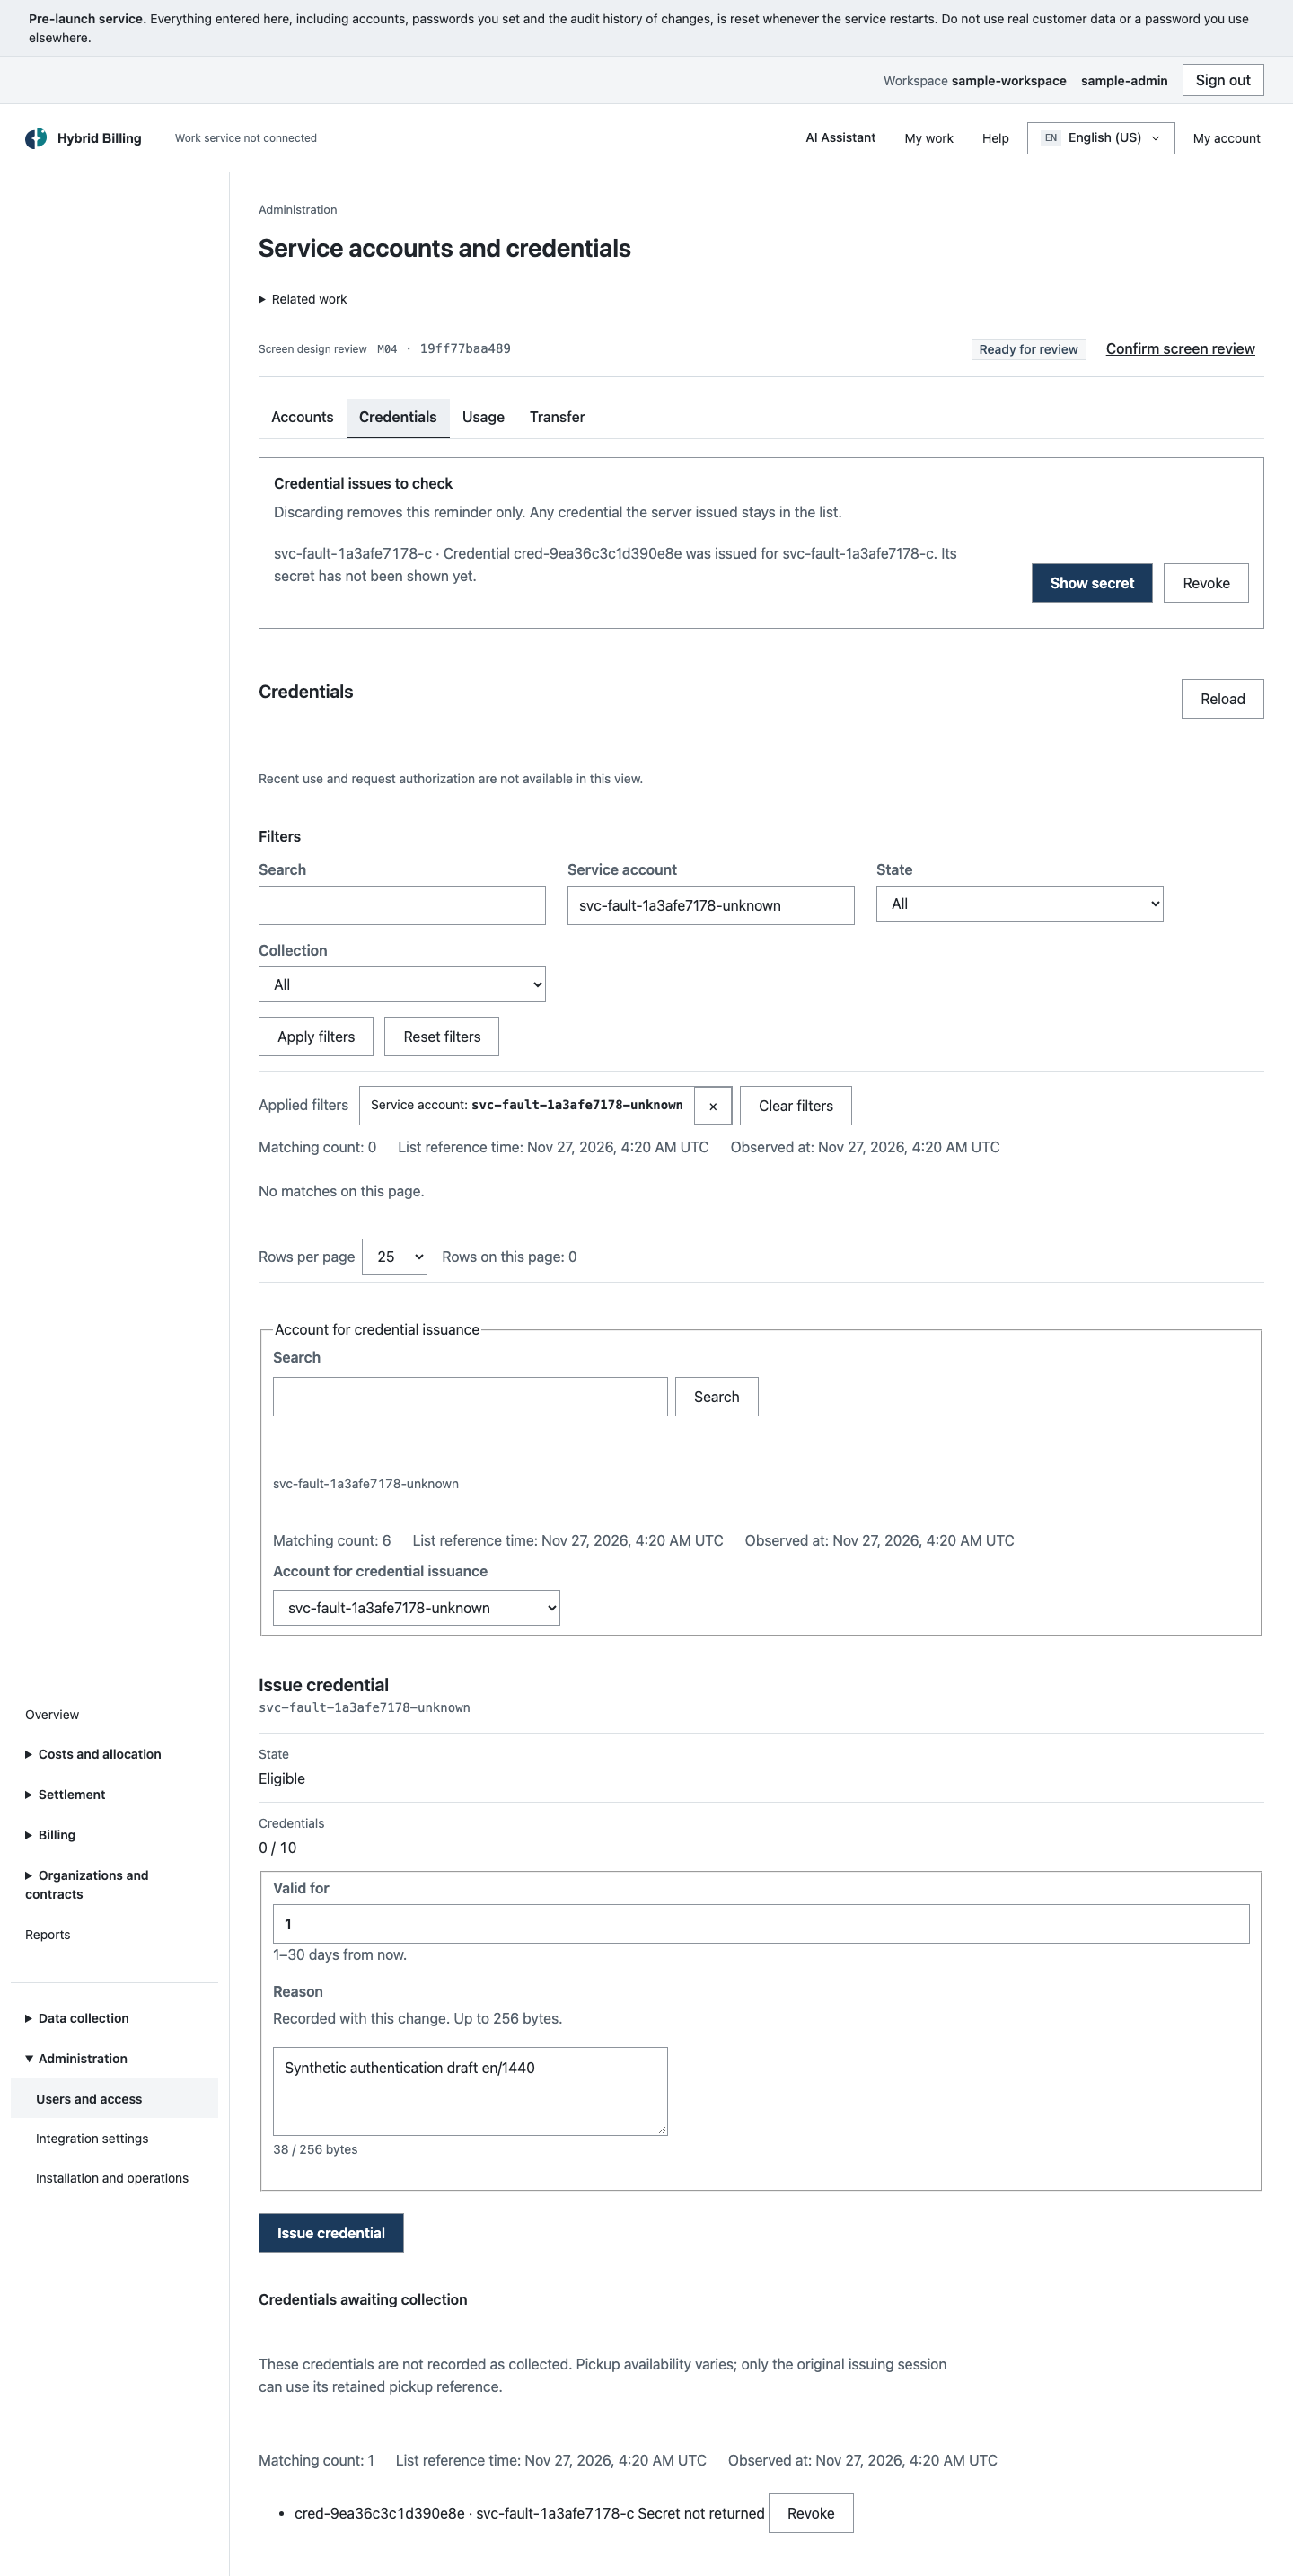 Pre-launch service. Everything entered here, including accounts, passwords you set and the audit history of changes, is reset whenever the service restarts. Do not use real customer data or a password you use
elsewhere.
Workspace sample-workspace sample-admin Sign out
Hybrid Billing Work service not connected AI Assistant My work Help EN English (US) My account
Administration
Service accounts and credentials
Related work
Screen design review M04 · 19ff77baa489 Ready for review Confirm screen review
Accounts Credentials Usage Transfer
Credential issues to check
Discarding removes this reminder only. Any credential the server issued stays in the list.
svc-fault-1a3afe7178-c · Credential cred-9ea36c3c1d390e8e was issued for svc-fault-1a3afe7178-c. Its
secret has not been shown yet.
Show secret Revoke
Credentials
Reload
Recent use and request authorization are not available in this view.
Filters
Search Service account State
svc-fault-1a3afe7178-unknown All
Collection
All
Apply filters Reset filters
Applied filters Service account: svc-fault-1a3afe7178-unknown × Clear filters
Matching count: 0 List reference time: Nov 27, 2026, 4:20 AM UTC Observed at: Nov 27, 2026, 4:20 AM UTC
No matches on this page.
Rows per page 25 Rows on this page: 0
Account for credential issuance
Search
Search
svc-fault-1a3afe7178-unknown
Matching count: 6 List reference time: Nov 27, 2026, 4:20 AM UTC Observed at: Nov 27, 2026, 4:20 AM UTC
Account for credential issuance
svc-fault-1a3afe7178-unknown
Issue credential
svc-fault-1a3afe7178-unknown
State
Eligible
Credentials
0 / 10
Valid for
1
1–30 days from now.
Reason
Recorded with this change. Up to 256 bytes.
Synthetic authentication draft en/1440
38 / 256 bytes
Issue credential
Credentials awaiting collection
These credentials are not recorded as collected. Pickup availability varies; only the original issuing session
can use its retained pickup reference.
Matching count: 1 List reference time: Nov 27, 2026, 4:20 AM UTC Observed at: Nov 27, 2026, 4:20 AM UTC
• cred-9ea36c3c1d390e8e · svc-fault-1a3afe7178-c Secret not returned Revoke
Overview
Costs and allocation
Settlement
Billing
Organizations and
contracts
Reports
Data collection
Administration
Users and access
Integration settings
Installation and operations